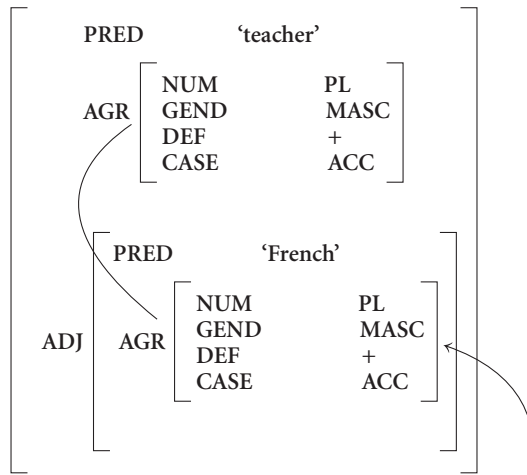 PRED ‘teacher’
NUM PL
AGR GEND MASC
DEF +
CASE ACC
PRED ‘French’
NUM PL
ADJ AGR GEND MASC
DEF +
CASE ACC